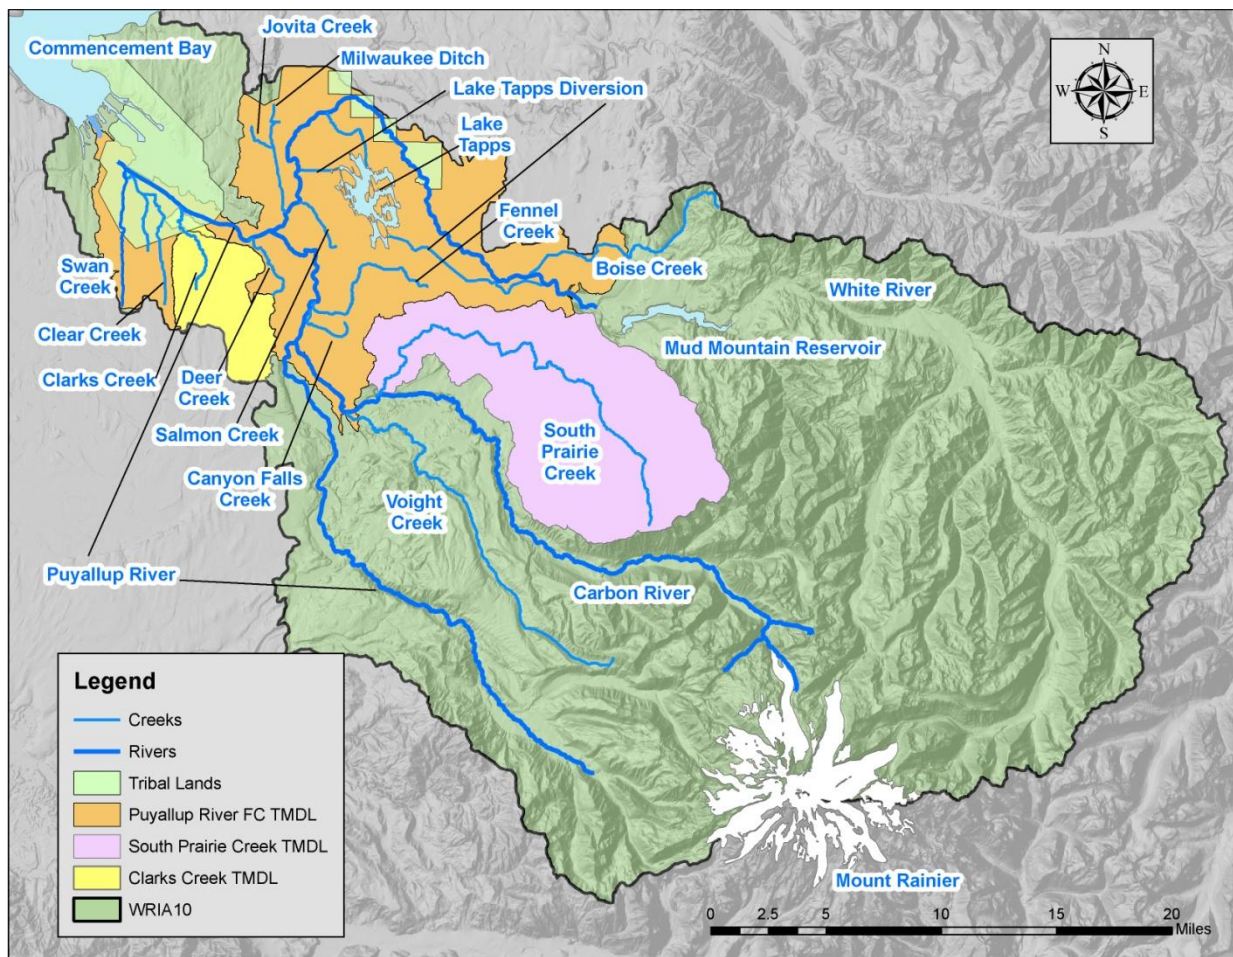 Jovita Creek
Commencement Bay
Milwaukee Ditch
Lake Tapps Diversion
Lake
Tapps
Fennel
Creek
Swan
Creek
Boise Creek
White River
Clear Creek
Mud Mountain Reservoir
Clarks Creek
Deer
Creek
Salmon Creek
South
Prairie
Creek
Canyon Falls
Creek
Voight
Creek
Puyallup River
Carbon River
Mount Rainier
N
W
E
S
Legend
Creeks
Rivers
Tribal Lands
Puyallup River FC TMDL
South Prairie Creek TMDL
Clarks Creek TMDL
WRIA10
0 2.5 5 10 15 20
Miles